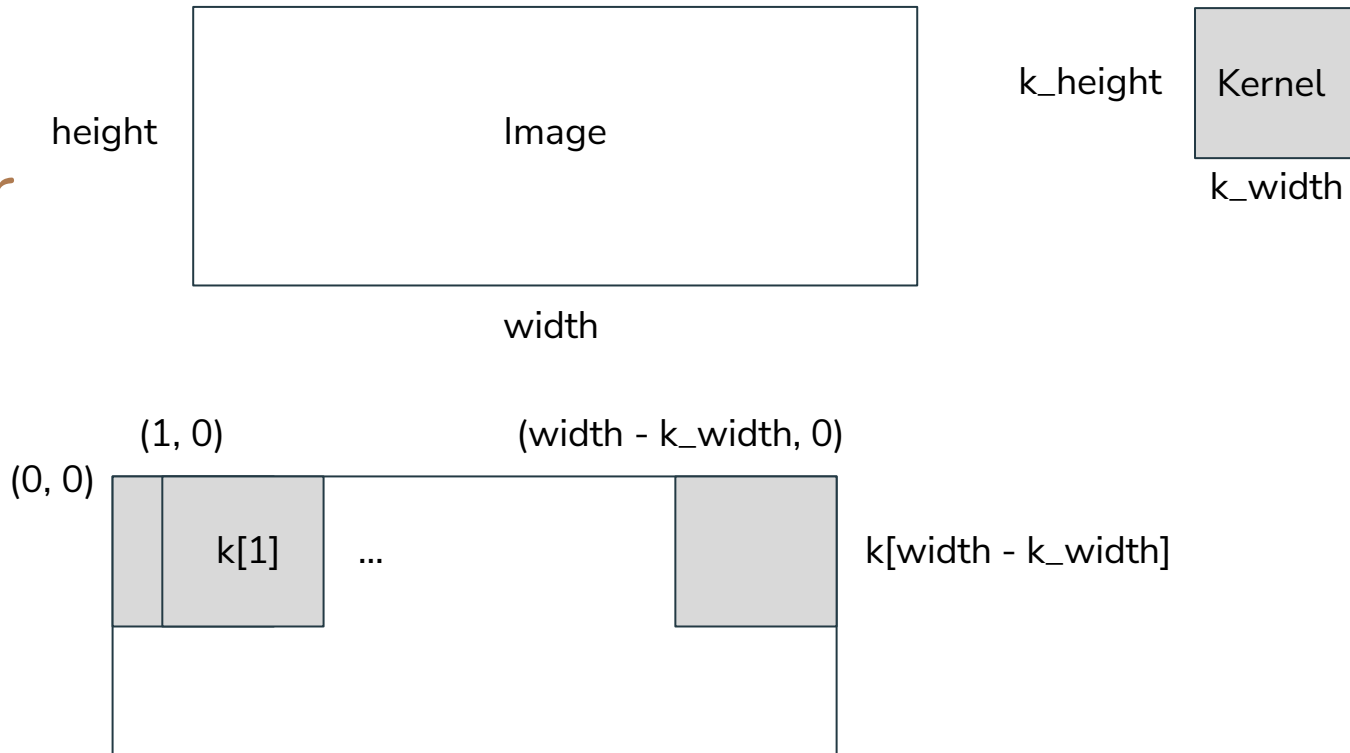 height
Image
k_height
Kernel
k_width
width
(1, 0)
(width - k_width, 0)
(0, 0)
k[1]
...
k[width - k_width]